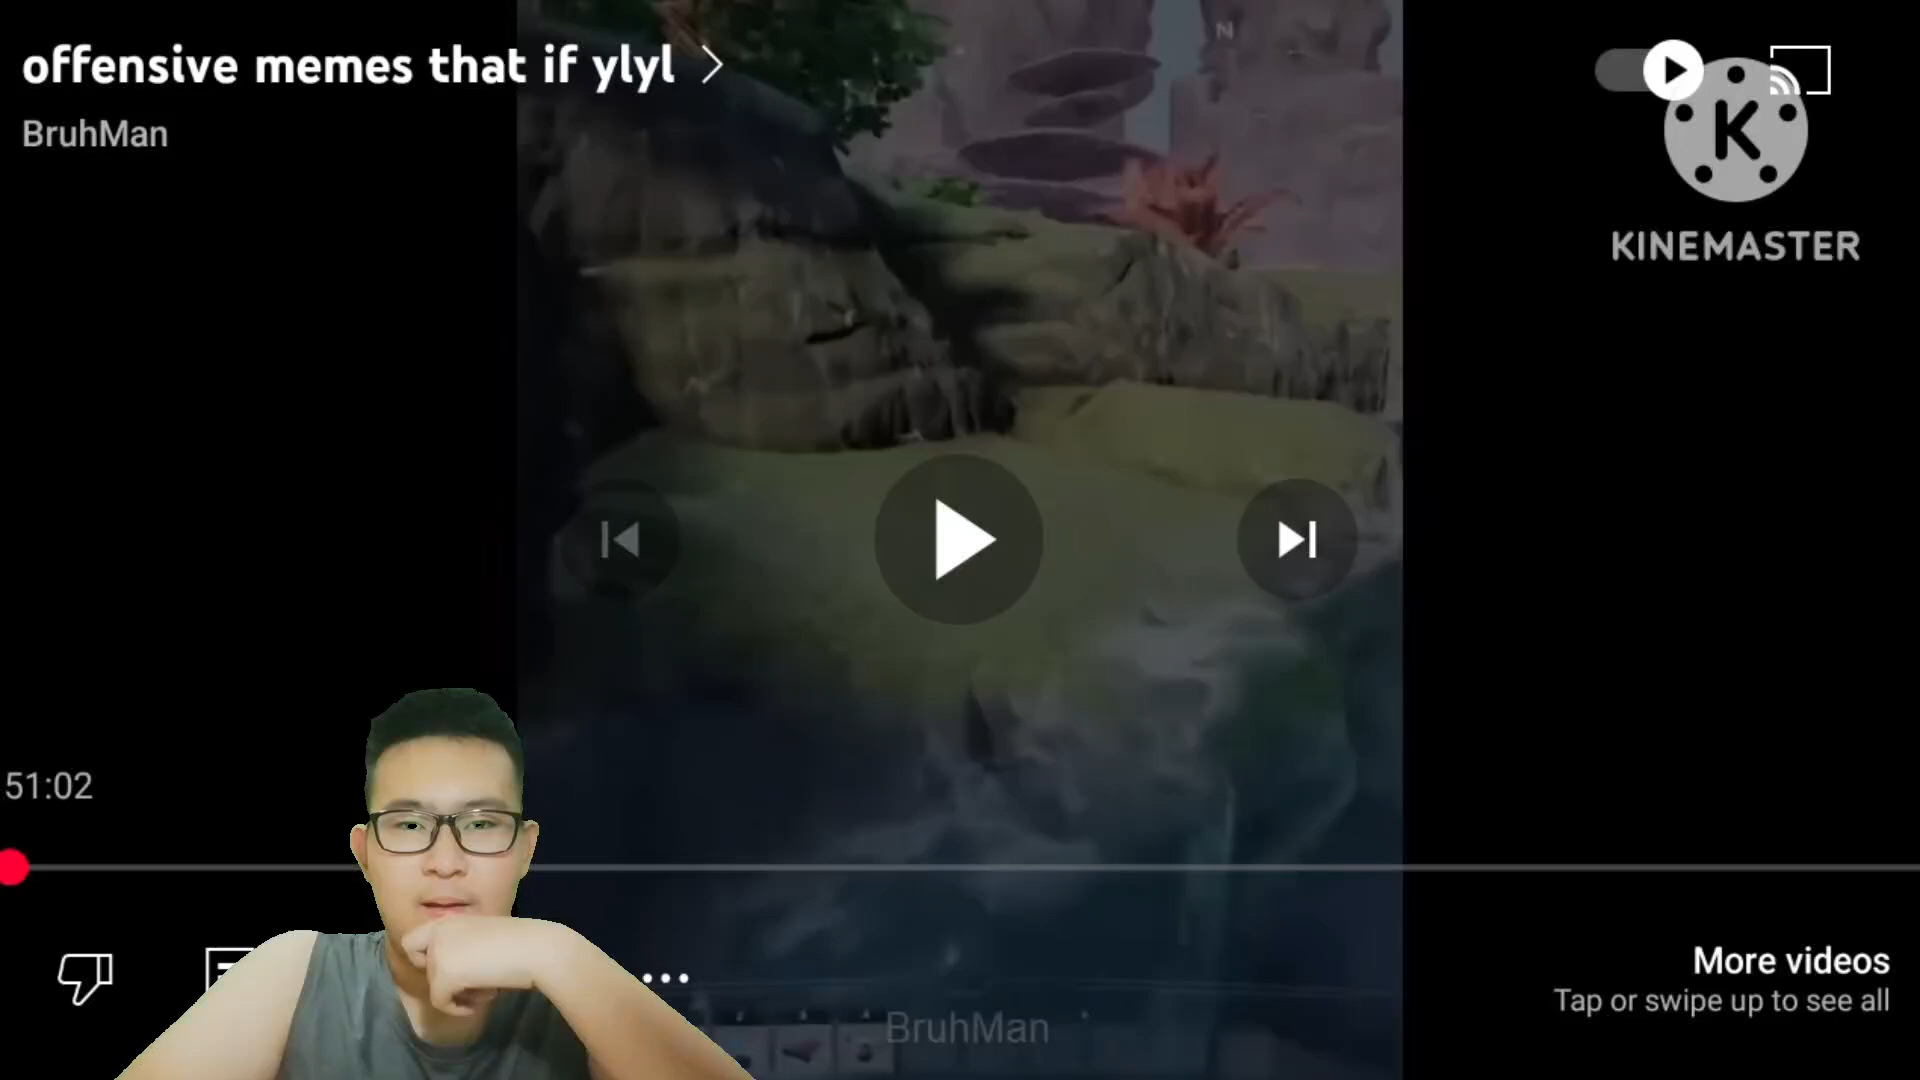 offensive memes that if ylyl
BruhMan
N
K
KINEMASTER
51:02
More videos
Tap or swipe up to see all
BruhMan